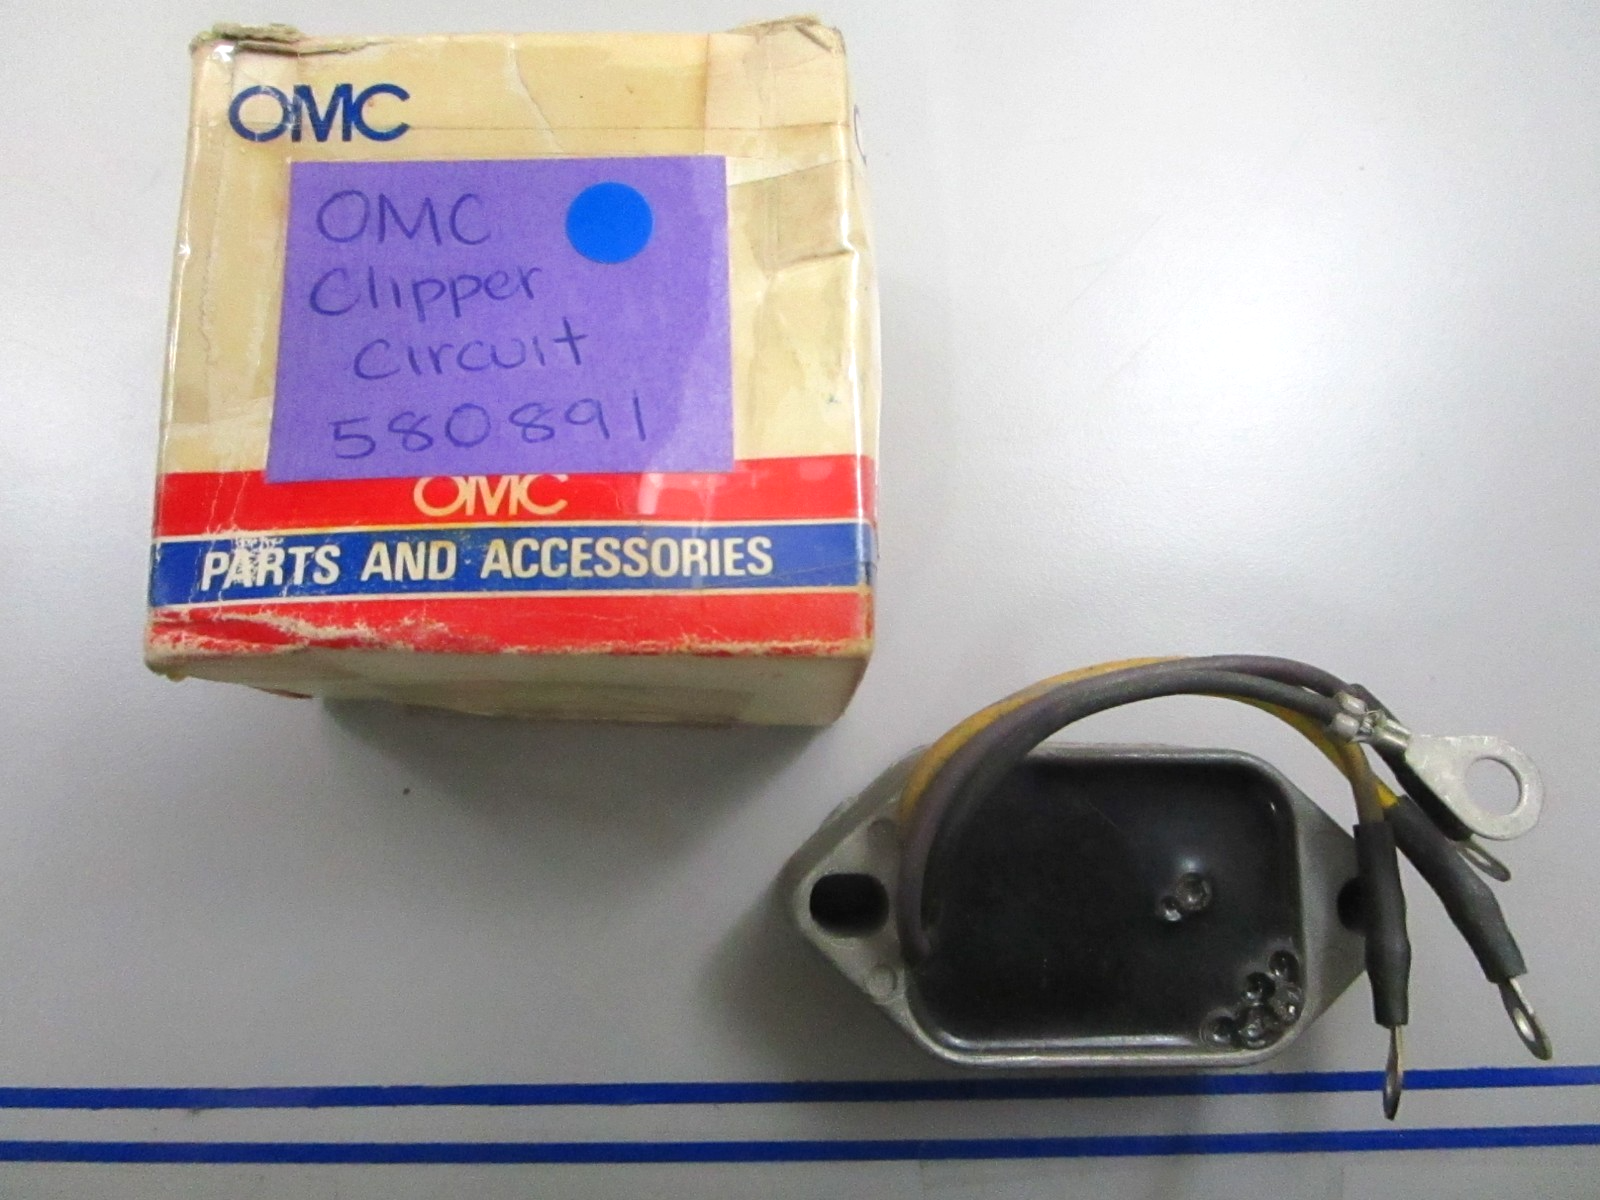 OMC
OMC
Clipper
circuit
580891
OMC
PARTS AND ACCESSORIES